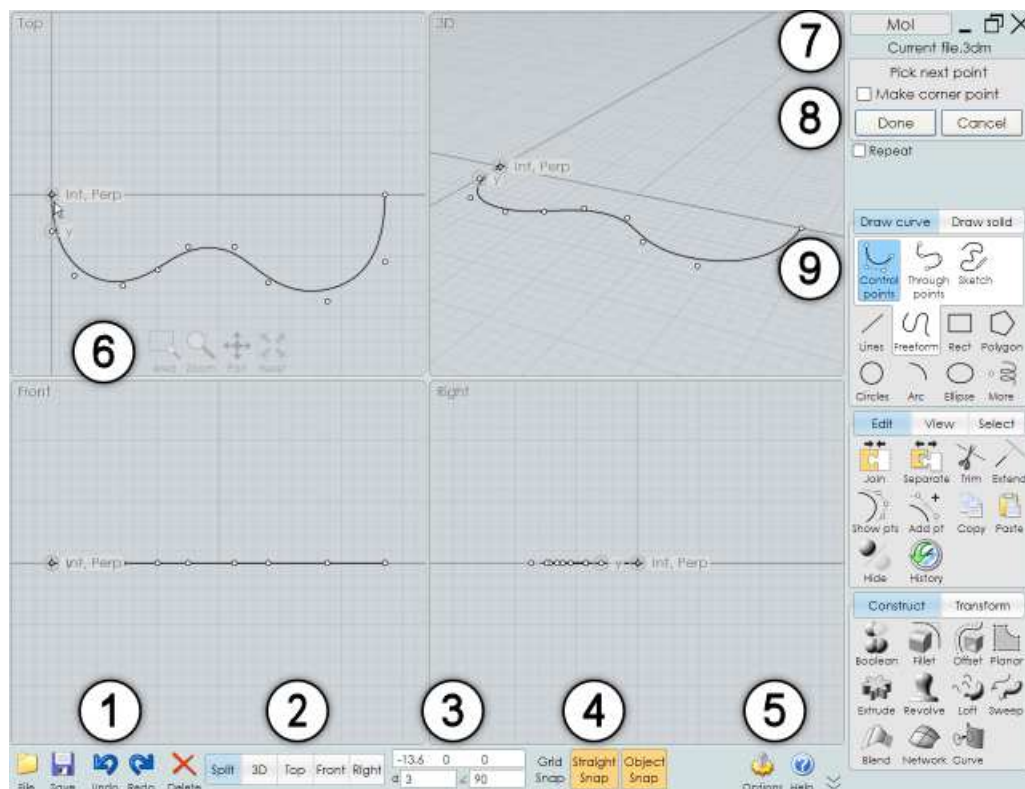 Top
3D
7
MoI
Current file.3dm
Pick next point
Make corner point
8
Done Cancel
Repeat
Int, Perp
y
Int, Perp
y
Draw curve Draw solid
9
Control points
Through points
Sketch
6
Lines Freeform Rect Polygon
Circles Arc Ellipse More
Front
Right
Edit View Select
Join Separate Trim Extend
Show pts Add pt Copy Paste
Int, Perp
y
Int, Perp
Hide History
Construct Transform
Boolean Fillet Offset Planar
Extrude Revolve Loft Sweep
Blend Network Curve
1 2 3 4 5
File Save Undo Redo Delete
Split 3D Top Front Right
-13.6 0 0
d 3 90
Grid Snap
Straight Snap
Object Snap
Options Help